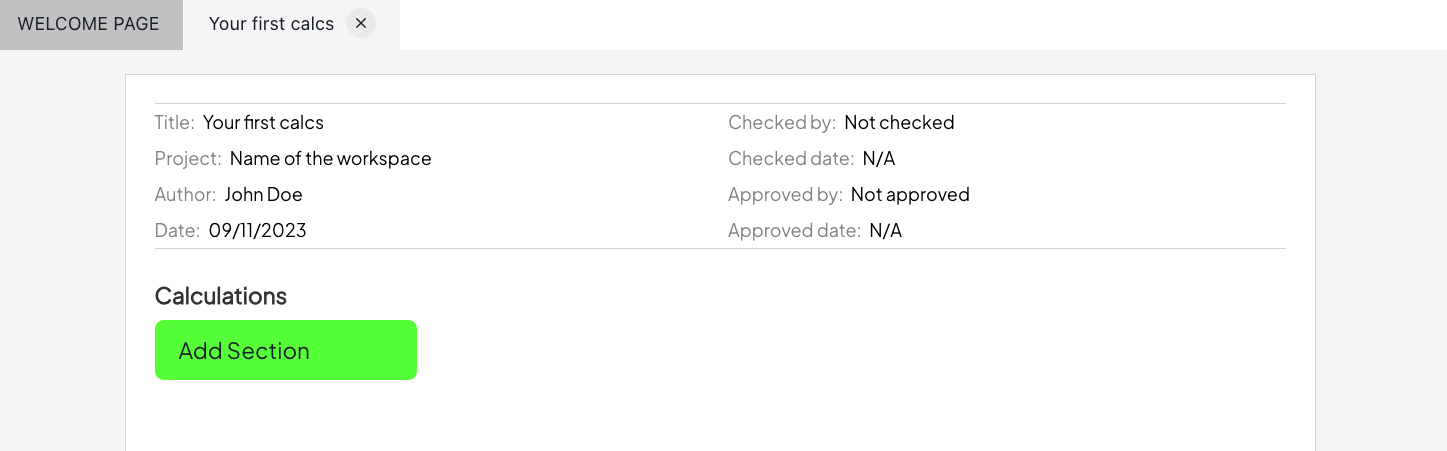 WELCOME PAGE
Your first calcs
Title: Your first calcs
Project: Name of the workspace
Author: John Doe
Date: 09/11/2023
Checked by: Not checked
Checked date: N/A
Approved by: Not approved
Approved date: N/A
Calculations
Add Section